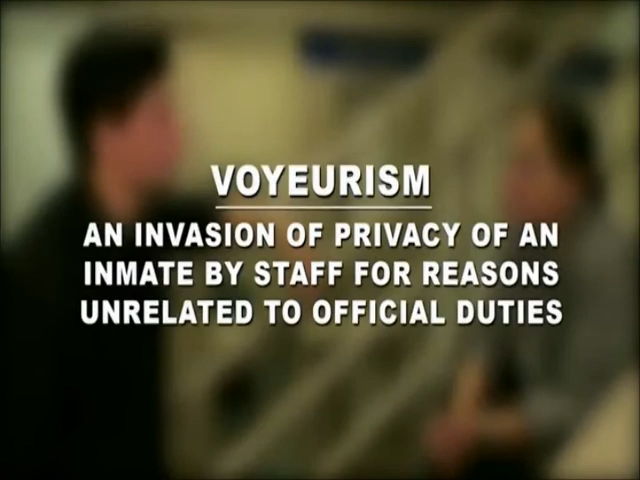 VOYEURISM
AN INVASION OF PRIVACY OF AN
INMATE BY STAFF FOR REASONS
UNRELATED TO OFFICIAL DUTIES